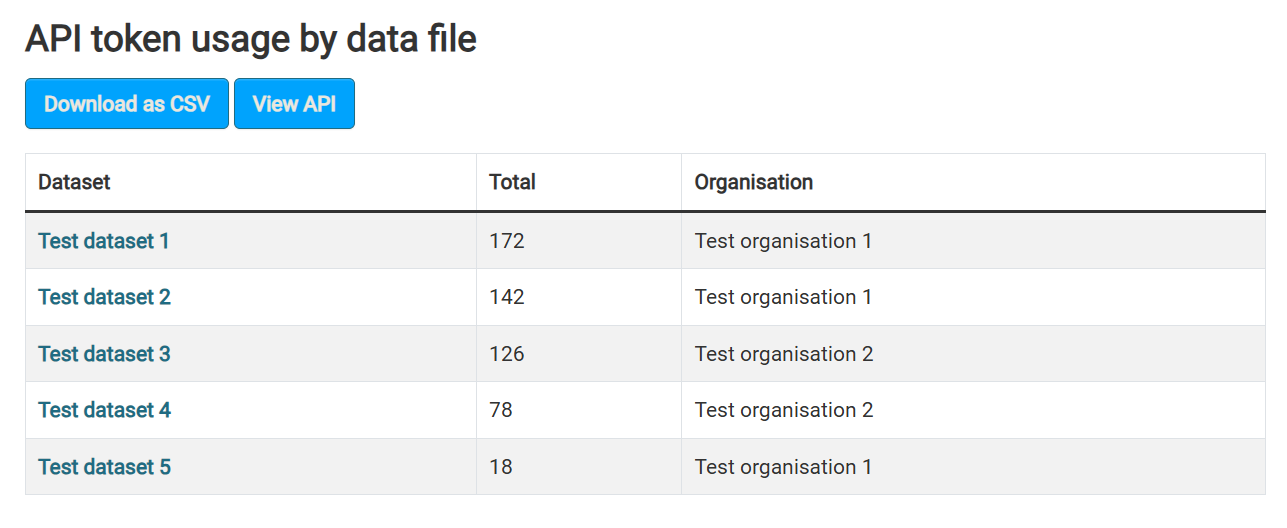 API token usage by data file
Download as CSV View API
Dataset Total Organisation
Test dataset 1 172 Test organisation 1
Test dataset 2 142 Test organisation 1
Test dataset 3 126 Test organisation 2
Test dataset 4 78 Test organisation 2
Test dataset 5 18 Test organisation 1